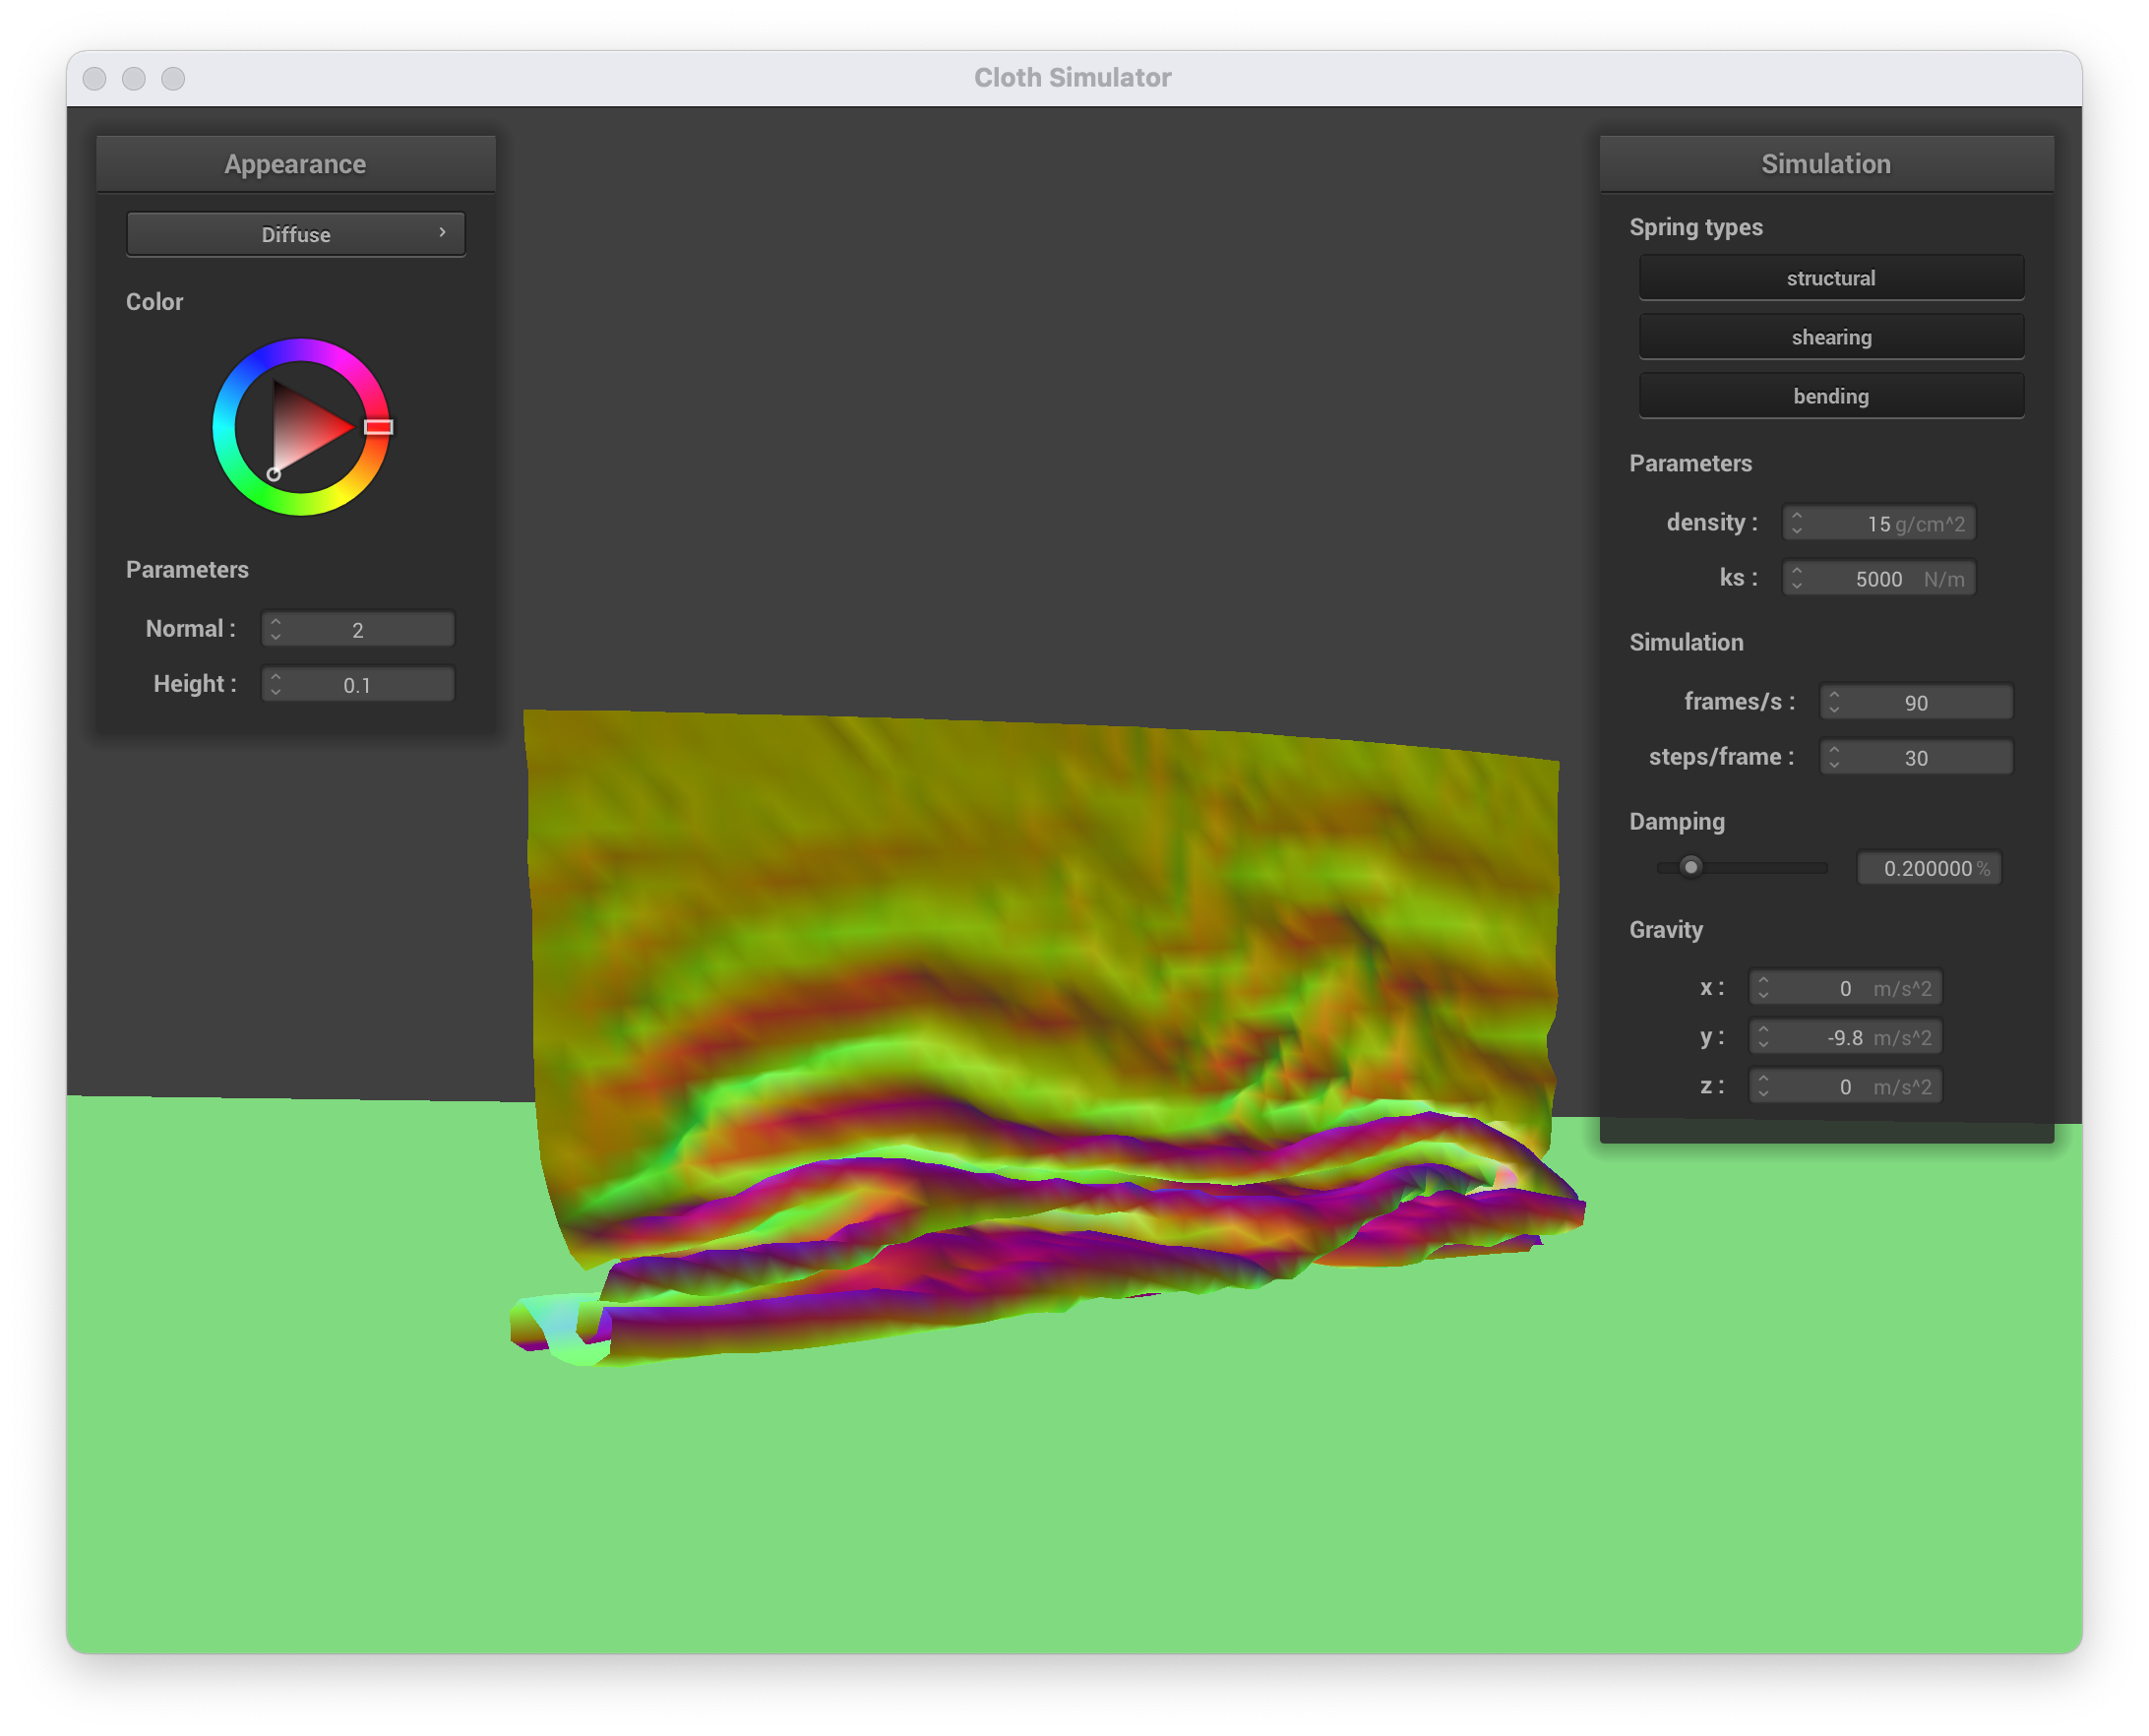 Cloth Simulator
Appearance
Diffuse
Color
Parameters
Normal : 2
Height : 0.1
Simulation
Spring types
structural
shearing
bending
Parameters
density : 15 g/cm^2
ks : 5000 N/m
Simulation
frames/s : 90
steps/frame : 30
Damping
0.200000 %
Gravity
x : 0 m/s^2
y : -9.8 m/s^2
z : 0 m/s^2